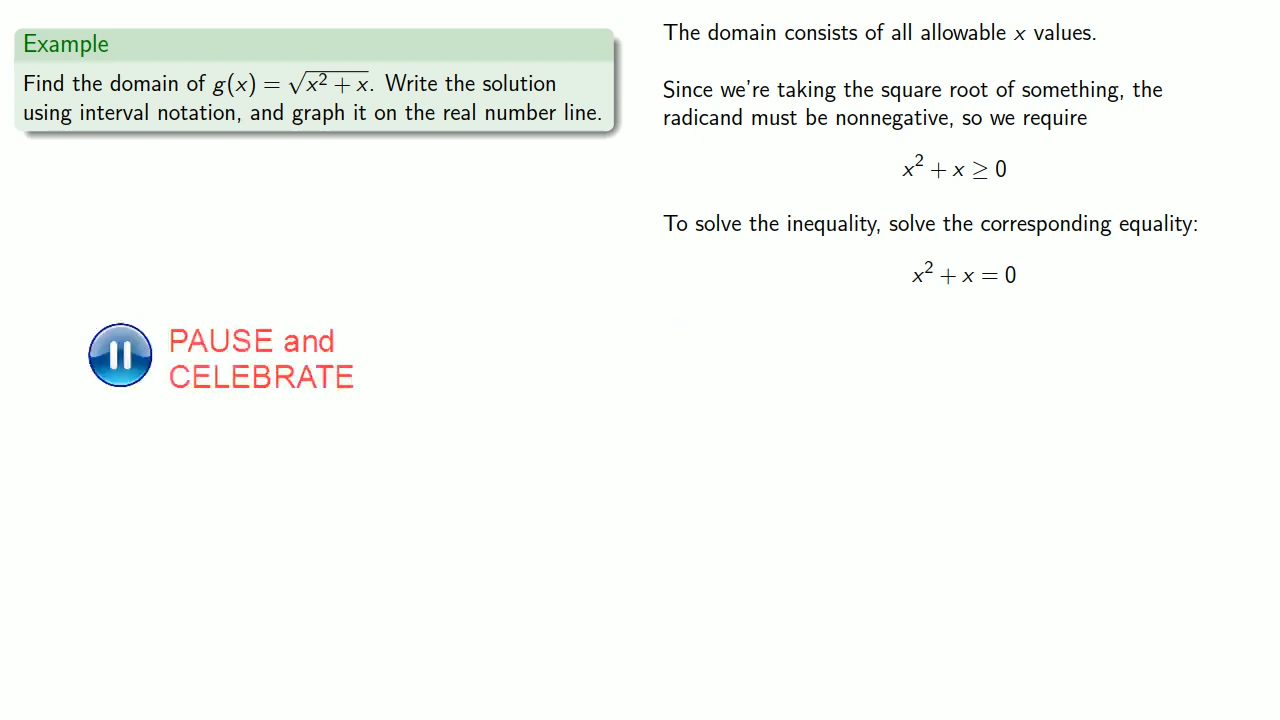 Example
Find the domain of g(x) = √(x² + x). Write the solution
using interval notation, and graph it on the real number line.
PAUSE and
CELEBRATE
The domain consists of all allowable x values.
Since we're taking the square root of something, the
radicand must be nonnegative, so we require
x² + x ≥ 0
To solve the inequality, solve the corresponding equality:
x² + x = 0